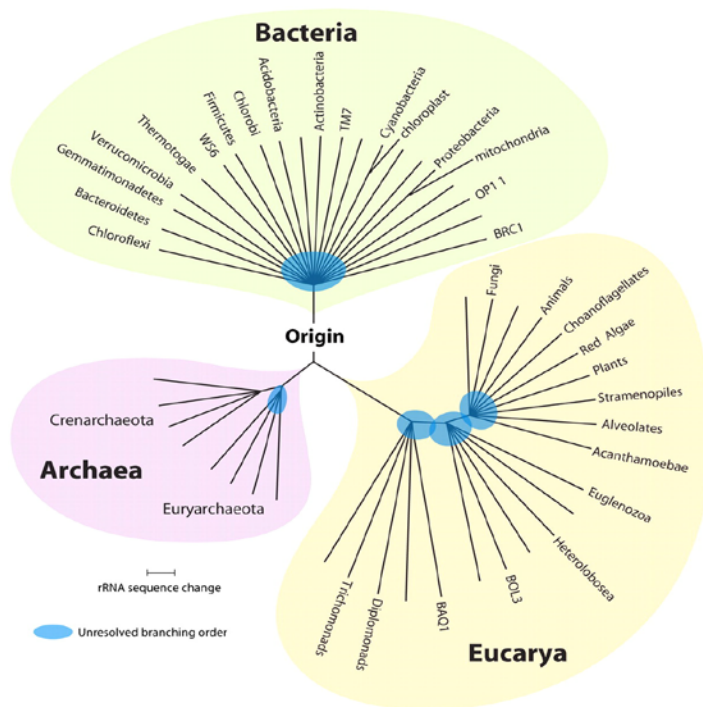 Bacteria
Chloroflexi
Bacteroidetes
Gemmatimonadetes
Verrucomicrobia
Thermotogae
WS6
Firmicutes
Chlorobi
Acidobacteria
Actinobacteria
TM7
Cyanobacteria
chloroplast
Proteobacteria
mitochondria
OP1 1
BRC1
Origin
Crenarchaeota
Archaea
Euryarchaeota
Fungi
Animals
Choanoflagellates
Red Algae
Plants
Stramenopiles
Alveolates
Acanthamoebae
Euglenozoa
Heterolobosea
BOL3
BAQ1
Diplomonads
Trichomonads
Eucarya
rRNA sequence change
Unresolved branching order